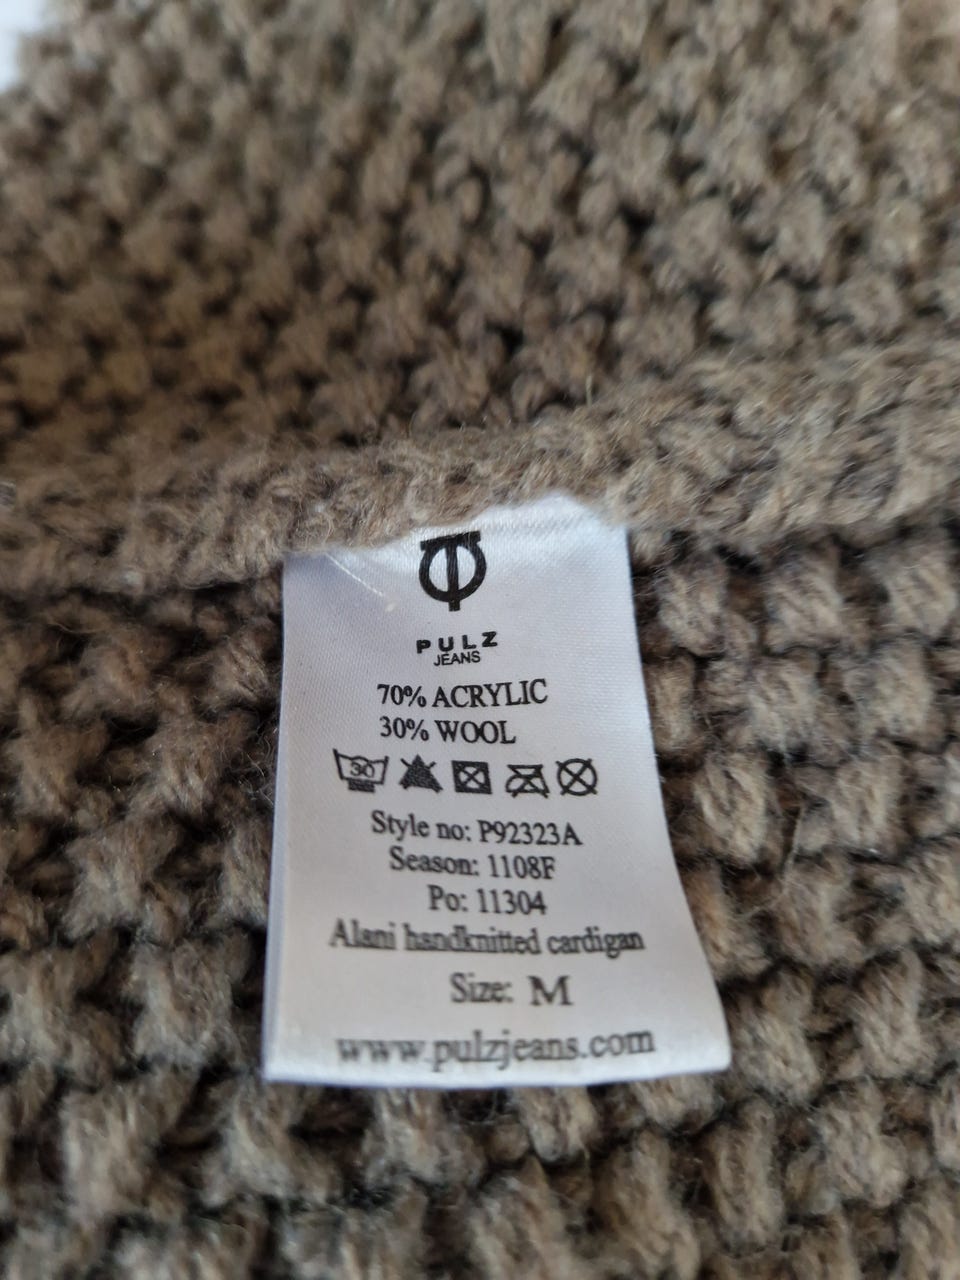 PULZ
JEANS
70% ACRYLIC
30% WOOL
30
Style no: P92323A
Season: 1108F
Po: 11304
Alani handknitted cardigan
Size: M
www.pulzjeans.com